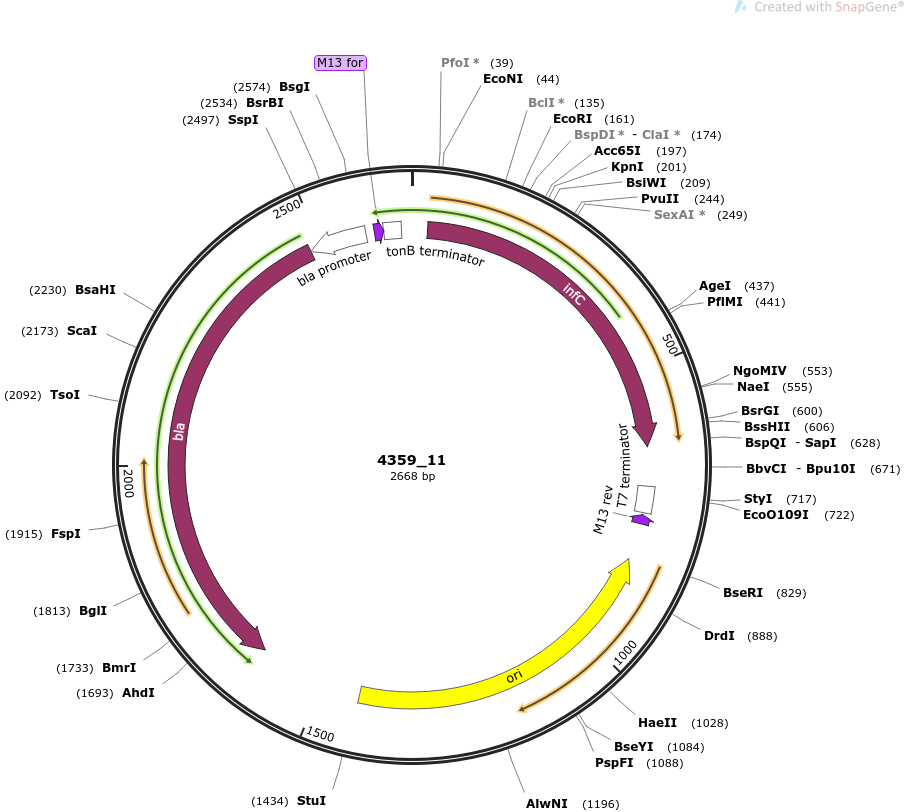 Created with SnapGene®
M13 for
PfoI * (39)
EcoNI (44)
BclI * (135)
EcoRI (161)
BspDI * - ClaI * (174)
Acc65I (197)
KpnI (201)
BsiWI (209)
PvuII (244)
SexAI * (249)
AgeI (437)
PflMI (441)
500
NgoMIV (553)
NaeI (555)
BsrGI (600)
BssHII (606)
BspQI - SapI (628)
BbvCI - Bpu10I (671)
StyI (717)
EcoO109I (722)
BseRI (829)
DrdI (888)
1000
HaeII (1028)
BseYI (1084)
PspFI (1088)
AlwNI (1196)
(1434) StuI
1500
(1693) AhdI
(1733) BmrI
(1813) BglI
(1915) FspI
2000
(2092) TsoI
(2173) ScaI
(2230) BsaHI
2500
(2497) SspI
(2534) BsrBI
(2574) BsgI
bla promoter
tonB terminator
infC
T7 terminator
M13 rev
ori
bla
4359_11
2668 bp